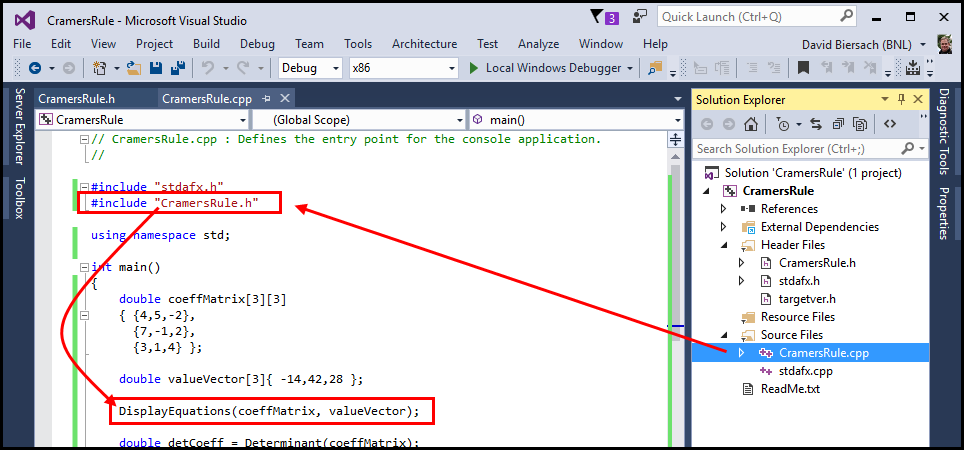 CramersRule - Microsoft Visual Studio
3
Quick Launch (Ctrl+Q)
File Edit View Project Build Debug Team Tools Architecture Test Analyze Window Help
David Biersach (BNL)
Debug x86 Local Windows Debugger
Server Explorer
Toolbox
CramersRule.h CramersRule.cpp
CramersRule (Global Scope) main()
// CramersRule.cpp : Defines the entry point for the console application.
//
#include "stdafx.h"
#include "CramersRule.h"
using namespace std;
int main()
{
double coeffMatrix[3][3]
{ {4,5,-2},
{7,-1,2},
{3,1,4} };
double valueVector[3]{ -14,42,28 };
DisplayEquations(coeffMatrix, valueVector);
double detCoeff = Determinant(coeffMatrix);
Solution Explorer
Search Solution Explorer (Ctrl+;)
Solution 'CramersRule' (1 project)
CramersRule
References
External Dependencies
Header Files
CramersRule.h
stdafx.h
targetver.h
Resource Files
Source Files
CramersRule.cpp
stdafx.cpp
ReadMe.txt
Diagnostic Tools
Properties